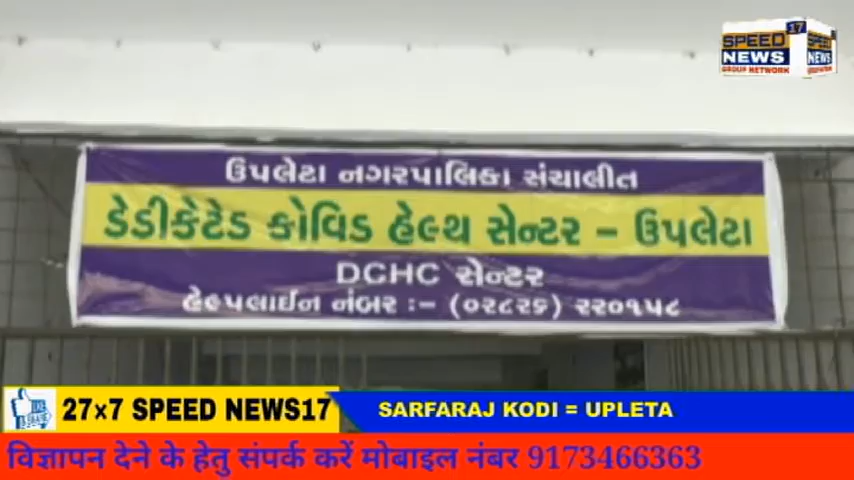 SPEED 17
NEWS
GROUP NETWORK
NEWS
ઉપલેટા નગરપાલિકા સંચાલીત
ડેડીકેટેડ કોવિડ હેલ્થ સેન્ટર – ઉપલેટા
DCHC સેન્ટર
હેલ્પલાઈન નંબર :– (૦૨૮૨૬) ૨૨૦૧૫૮
27×7 SPEED NEWS17
SARFARAJ KODI = UPLETA
विज्ञापन देने के हेतु संपर्क करें मोबाइल नंबर 9173466363